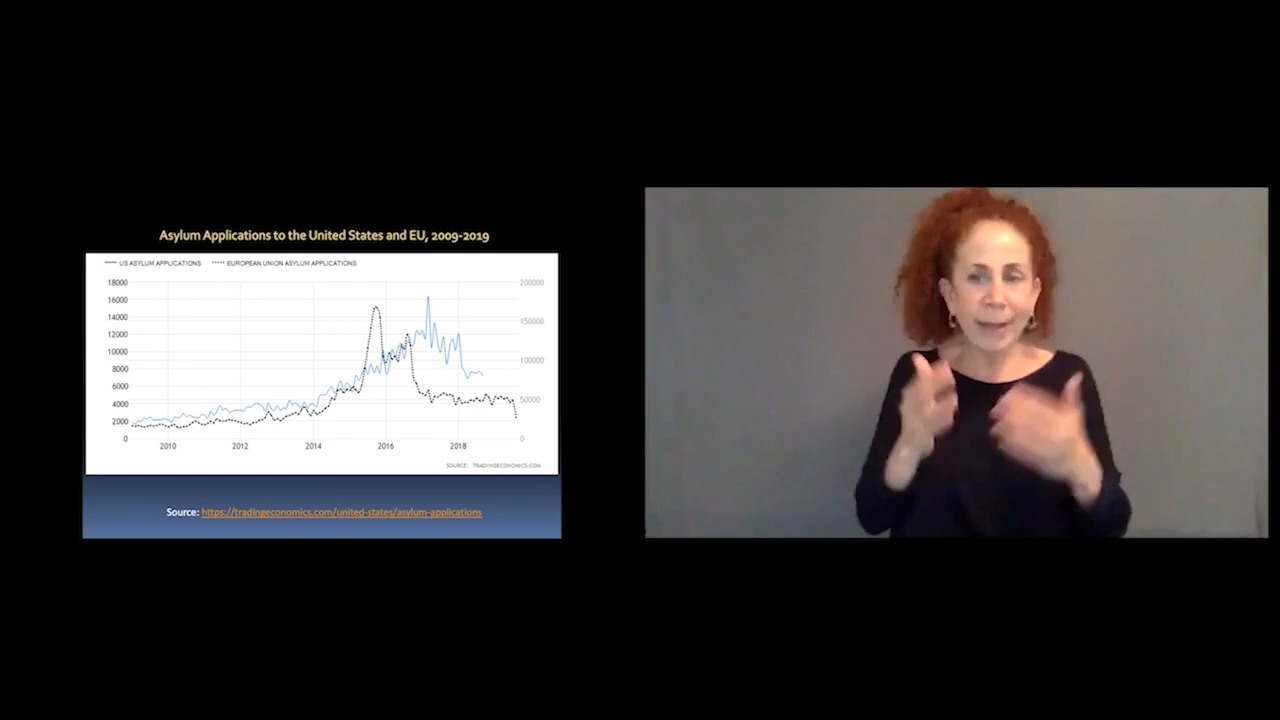 Asylum Applications to the United States and EU, 2009-2019
US ASYLUM APPLICATIONS EUROPEAN UNION ASYLUM APPLICATIONS
18000 200000
16000
14000 150000
12000
10000 100000
8000
6000
4000 50000
2000
0 0
2010 2012 2014 2016 2018
SOURCE: TRADINGECONOMICS.COM
Source: https://tradingeconomics.com/united-states/asylum-applications